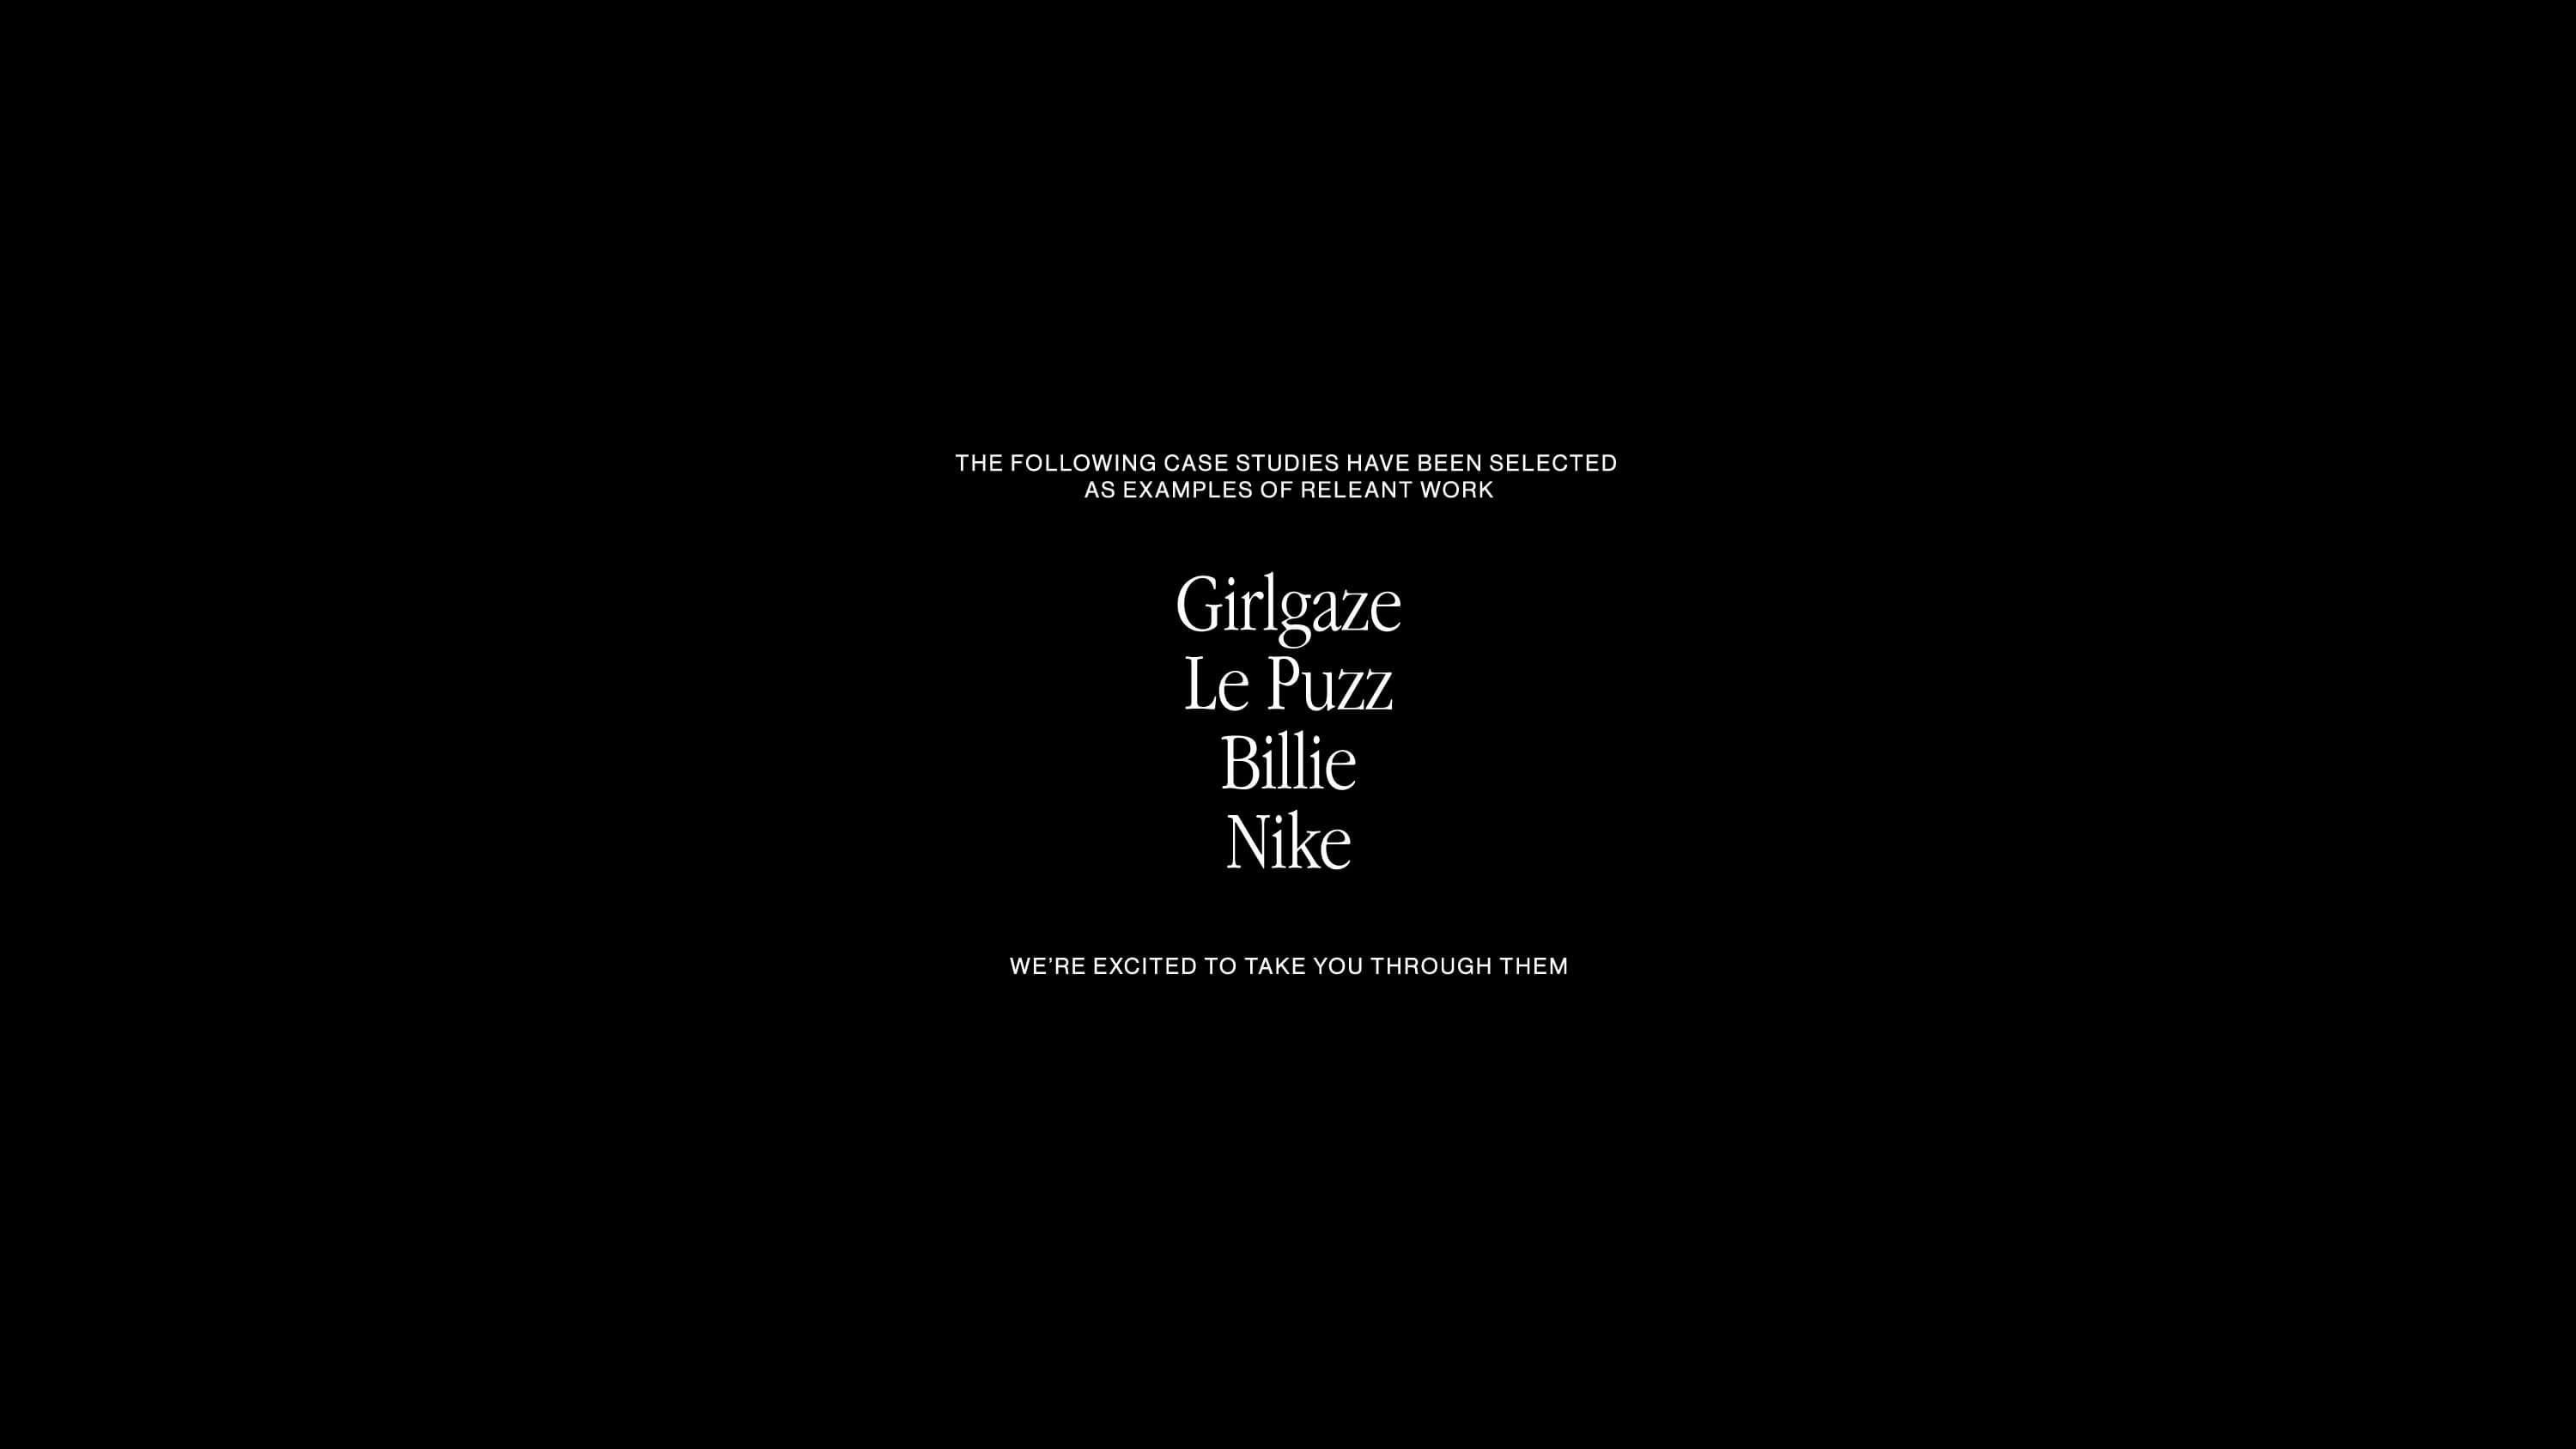 THE FOLLOWING CASE STUDIES HAVE BEEN SELECTED
AS EXAMPLES OF RELEANT WORK
Girlgaze
Le Puzz
Billie
Nike
WE’RE EXCITED TO TAKE YOU THROUGH THEM